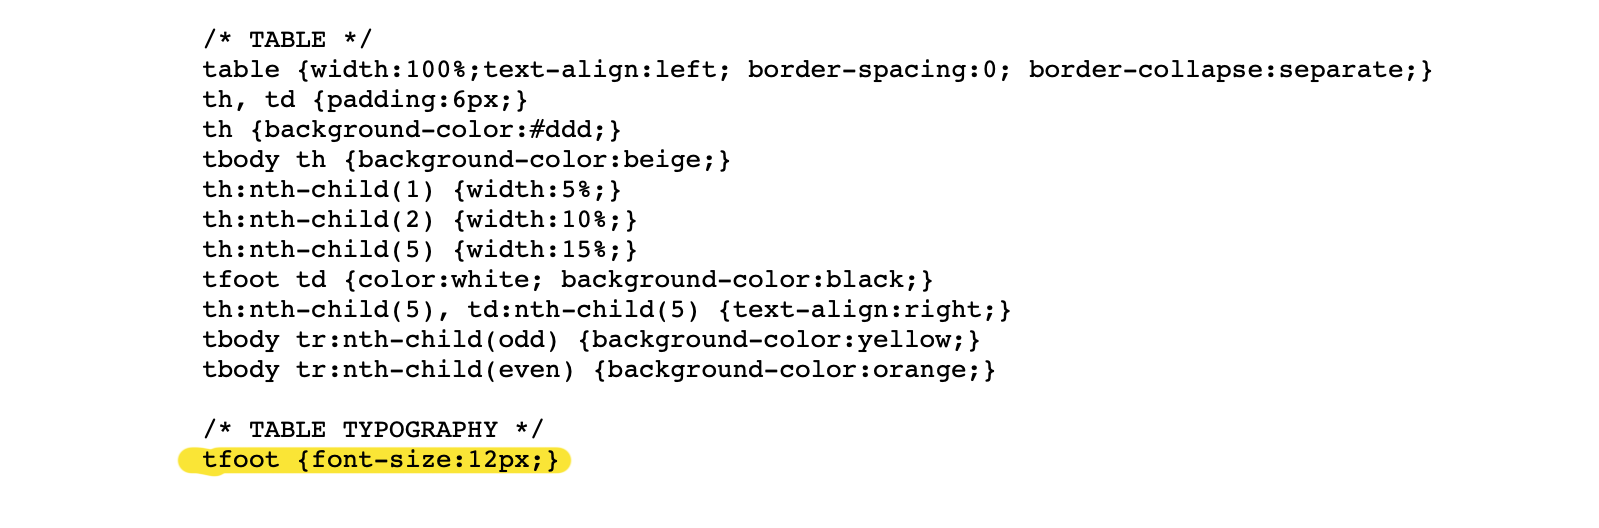 /* TABLE */
table {width:100%;text-align:left; border-spacing:0; border-collapse:separate;}
th, td {padding:6px;}
th {background-color:#ddd;}
tbody th {background-color:beige;}
th:nth-child(1) {width:5%;}
th:nth-child(2) {width:10%;}
th:nth-child(5) {width:15%;}
tfoot td {color:white; background-color:black;}
th:nth-child(5), td:nth-child(5) {text-align:right;}
tbody tr:nth-child(odd) {background-color:yellow;}
tbody tr:nth-child(even) {background-color:orange;}

/* TABLE TYPOGRAPHY */
tfoot {font-size:12px;}